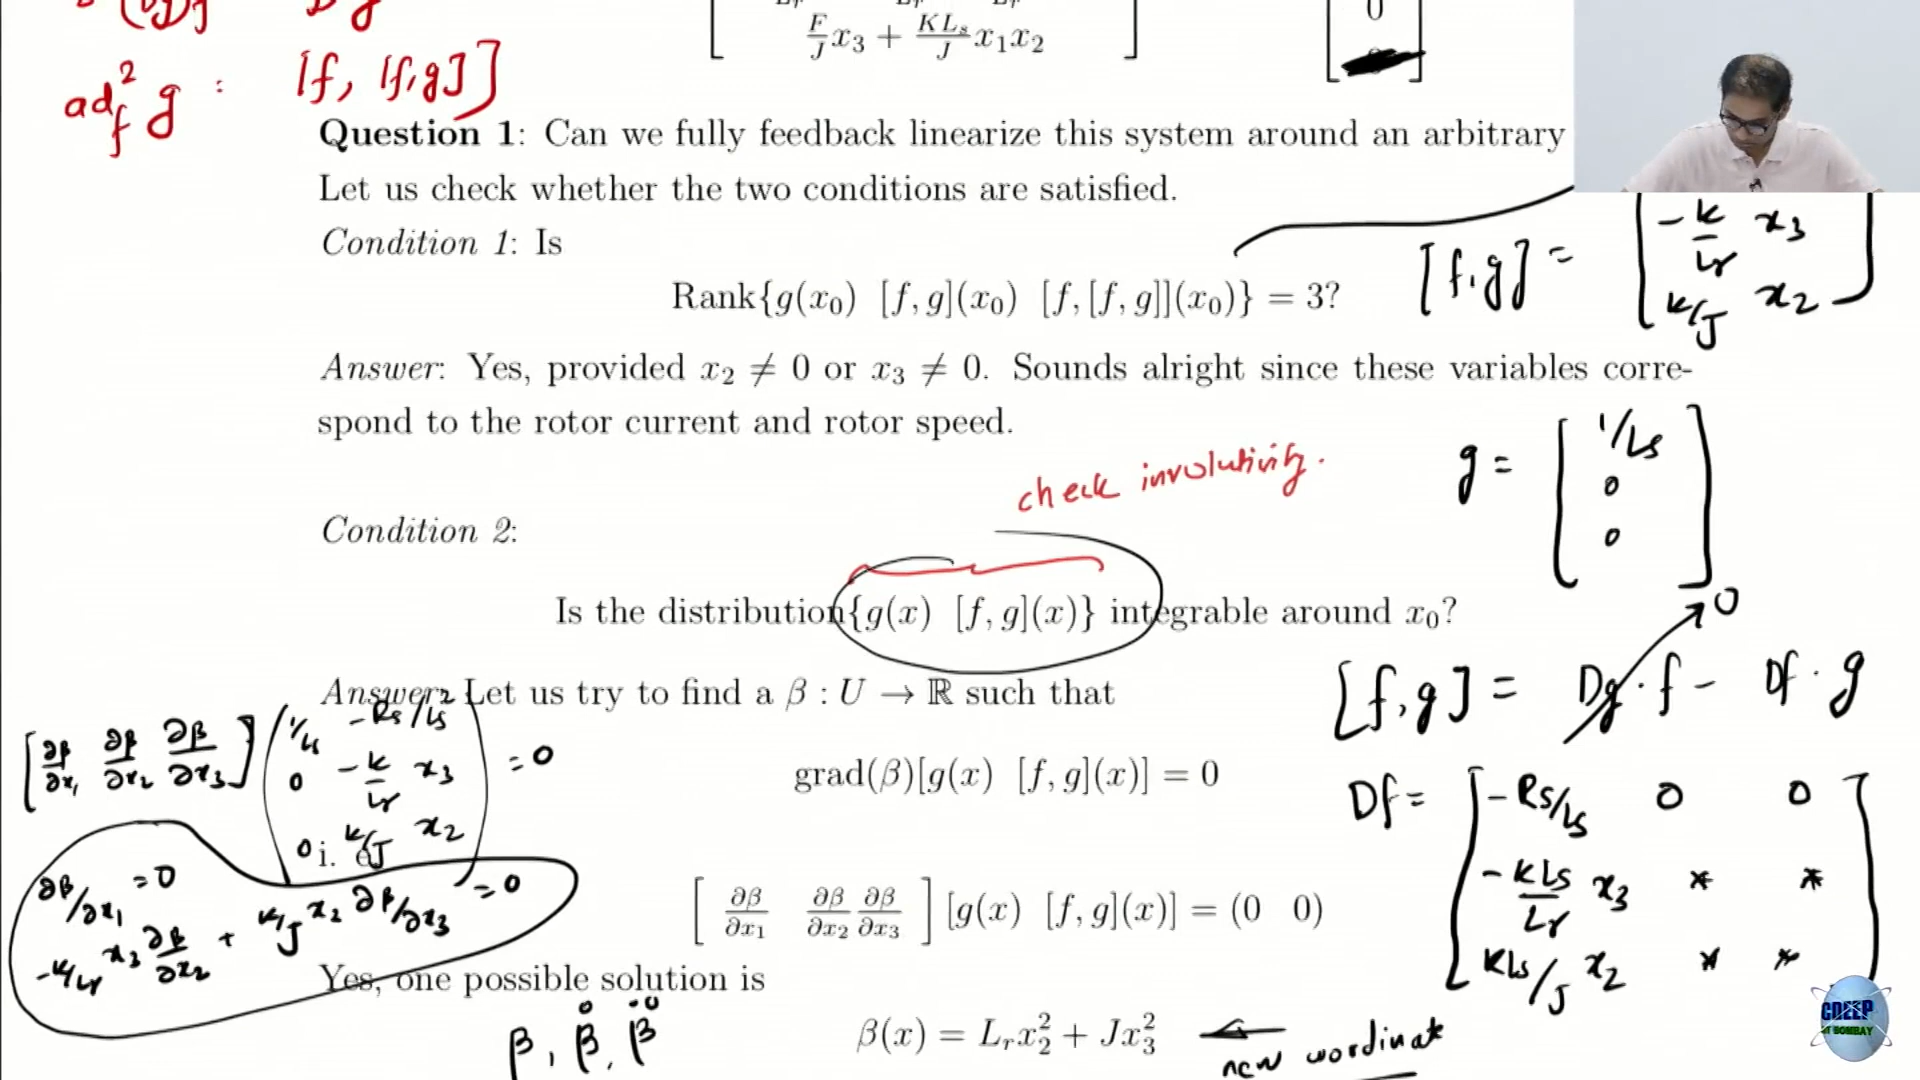 F/J x₃ + KLₛ/J x₁x₂
0
ad²_f g : [f, [f,g]]
Question 1: Can we fully feedback linearize this system around an arbitrary
Let us check whether the two conditions are satisfied.
Condition 1: Is
Rank{g(x₀) [f, g](x₀) [f, [f, g]](x₀)} = 3?
[f,g] =
-K/Lr x₃
K/J x₂
Answer: Yes, provided x₂ ≠ 0 or x₃ ≠ 0. Sounds alright since these variables corre-
spond to the rotor current and rotor speed.
g = [ 1/Ls
0
0 ]
check involutivity.
Condition 2:
Is the distribution{g(x) [f, g](x)} integrable around x₀?
0
[f,g] = Dg · f - Df · g
Answer: Let us try to find a β : U → ℝ such that
[ ∂β/∂x₁ ∂β/∂x₂ ∂β/∂x₃ ] ( 1/Ls -Rs/Ls
0 -K/Lr x₃
0 K/J x₂ ) = 0
grad(β)[g(x) [f, g](x)] = 0
Df = [ -Rs/Ls 0 0
-KLs/Lr x₃ * *
KLs/J x₂ * * ]
i. e.
∂β/∂x₁ = 0
-K/Lr x₃ ∂β/∂x₂ + K/J x₂ ∂β/∂x₃ = 0
[ ∂β/∂x₁ ∂β/∂x₂ ∂β/∂x₃ ] [g(x) [f, g](x)] = (0 0)
Yes, one possible solution is
β(x) = Lᵣx₂² + Jx₃²
β, β̇, β̈
new coordinate
CDEEP
IIT BOMBAY